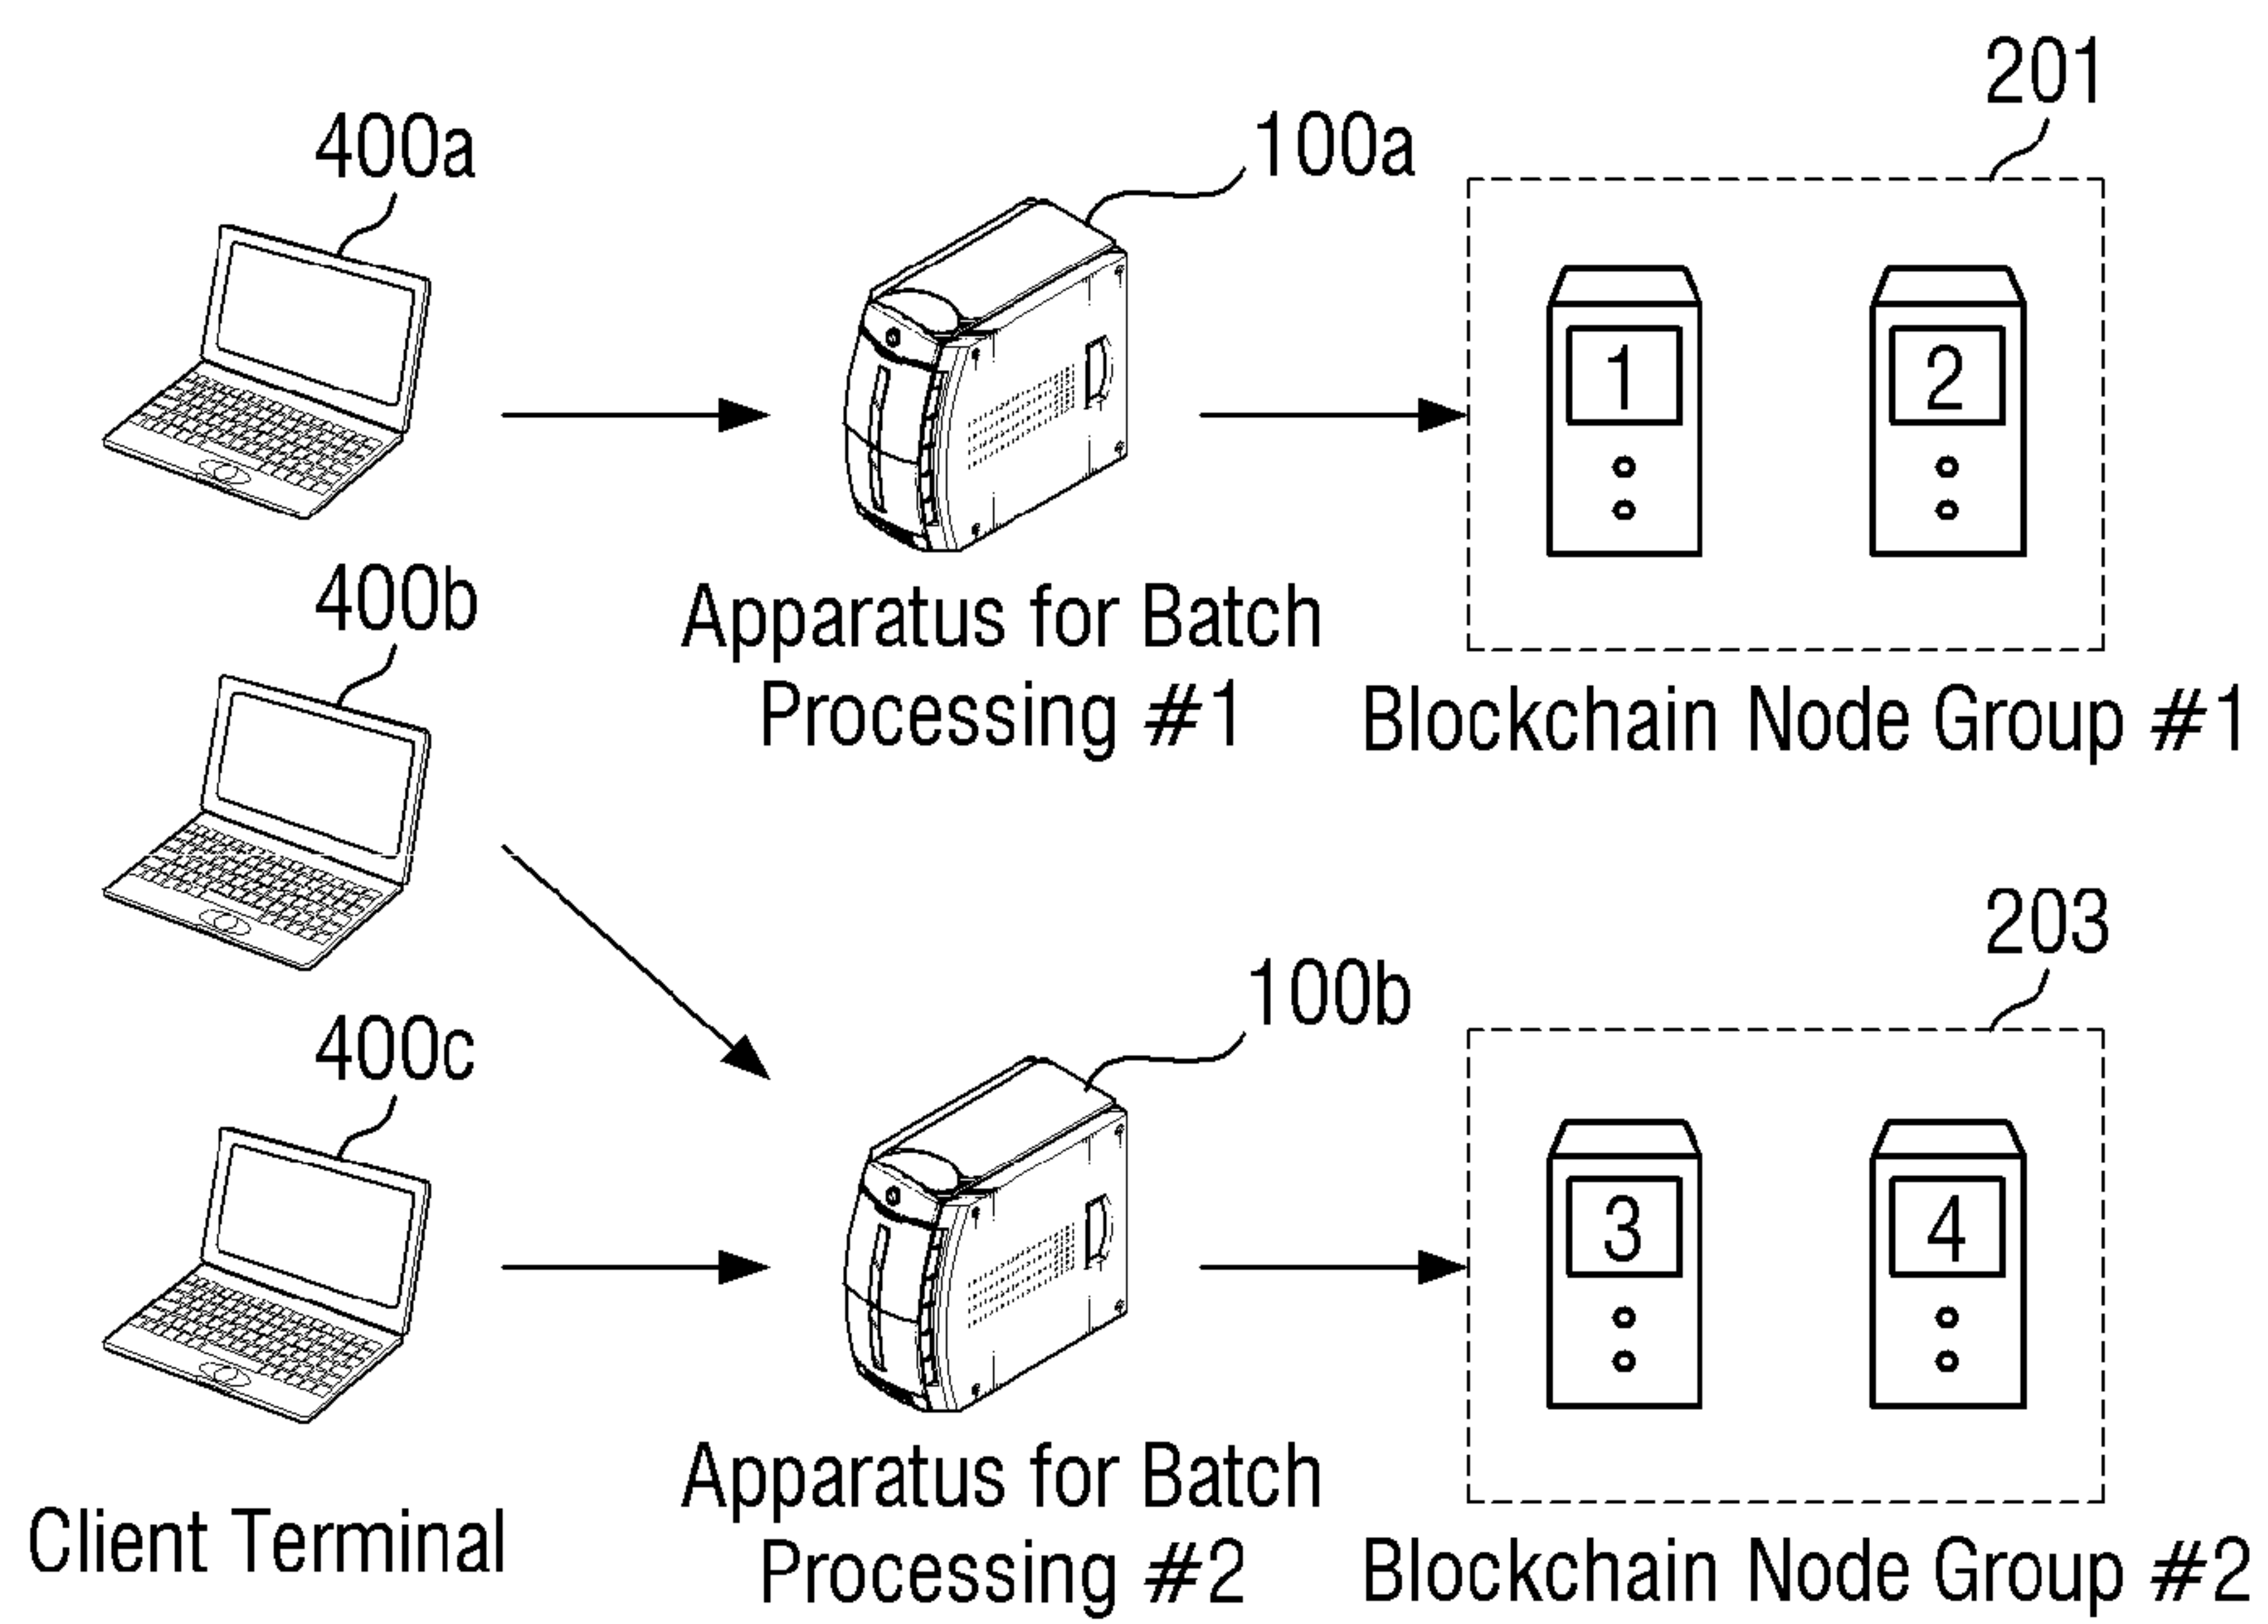 201
400a
100a
1
2
400b
Apparatus for Batch
Processing #1
Blockchain Node Group #1
203
100b
400c
3
4
Apparatus for Batch
Processing #2
Client Terminal
Blockchain Node Group #2